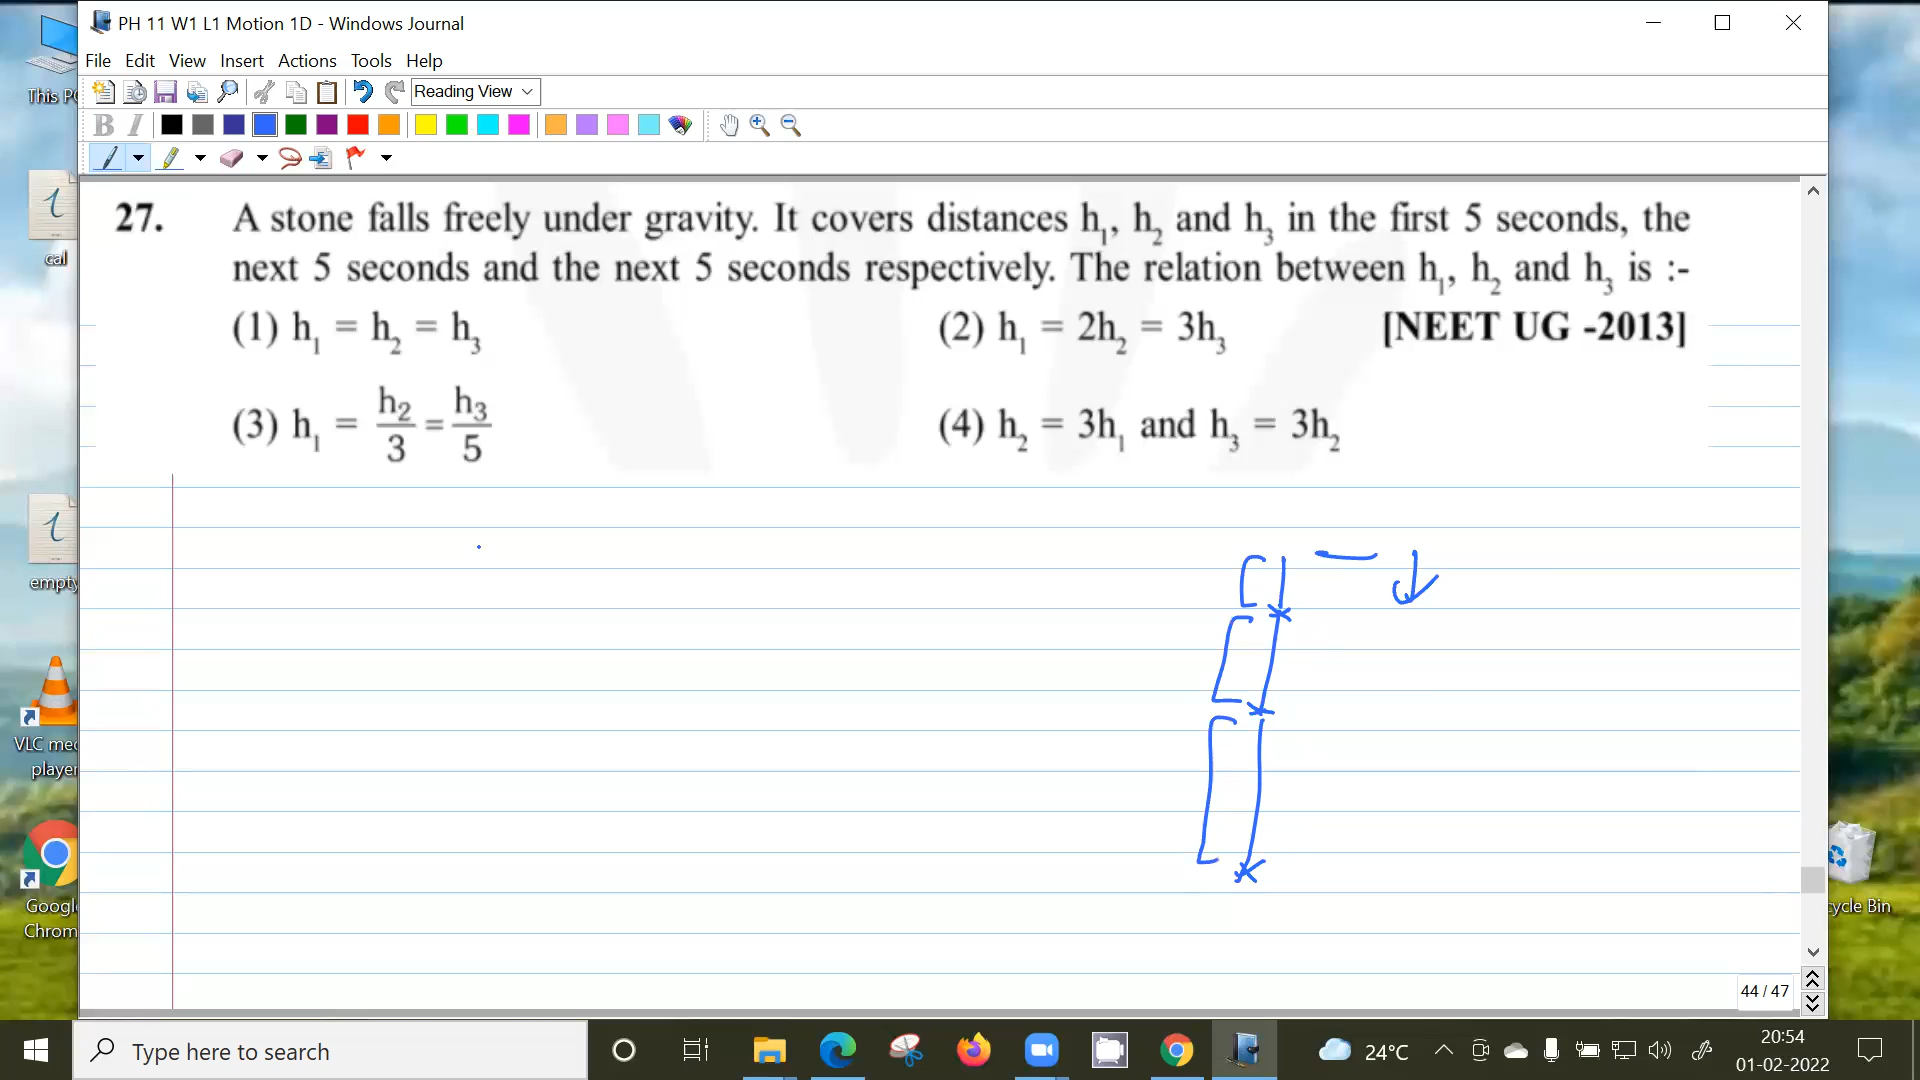 PH 11 W1 L1 Motion 1D - Windows Journal
File Edit View Insert Actions Tools Help
Reading View
B I
This PC
cal
empty
VLC med
player
Google
Chrom
27. A stone falls freely under gravity. It covers distances h₁, h₂ and h₃ in the first 5 seconds, the
next 5 seconds and the next 5 seconds respectively. The relation between h₁, h₂ and h₃ is :-
(1) h₁ = h₂ = h₃ (2) h₁ = 2h₂ = 3h₃ [NEET UG -2013]
(3) h₁ = h₂/3 = h₃/5 (4) h₂ = 3h₁ and h₃ = 3h₂
cycle Bin
44 / 47
Type here to search
24°C
20:54
01-02-2022